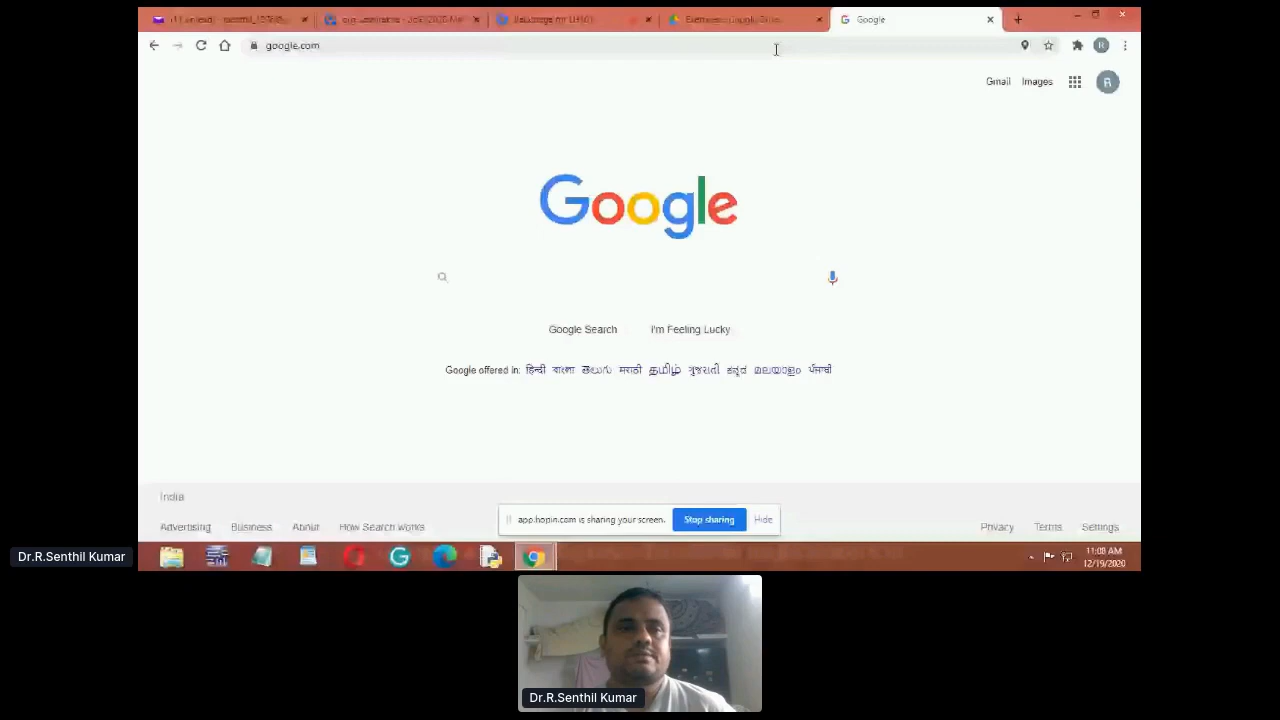 Google
google.com
Gmail Images
R
Google
Google Search I'm Feeling Lucky
Google offered in: हिन्दी বাংলা తెలుగు मराठी தமிழ் ગુજરાતી ಕನ್ನಡ മലയാളം ਪੰਜਾਬੀ
India
app.hopin.com is sharing your screen. Stop sharing Hide
Advertising Business About How Search works Privacy Terms Settings
11:08 AM
12/19/2020
Dr.R.Senthil Kumar
Dr.R.Senthil Kumar